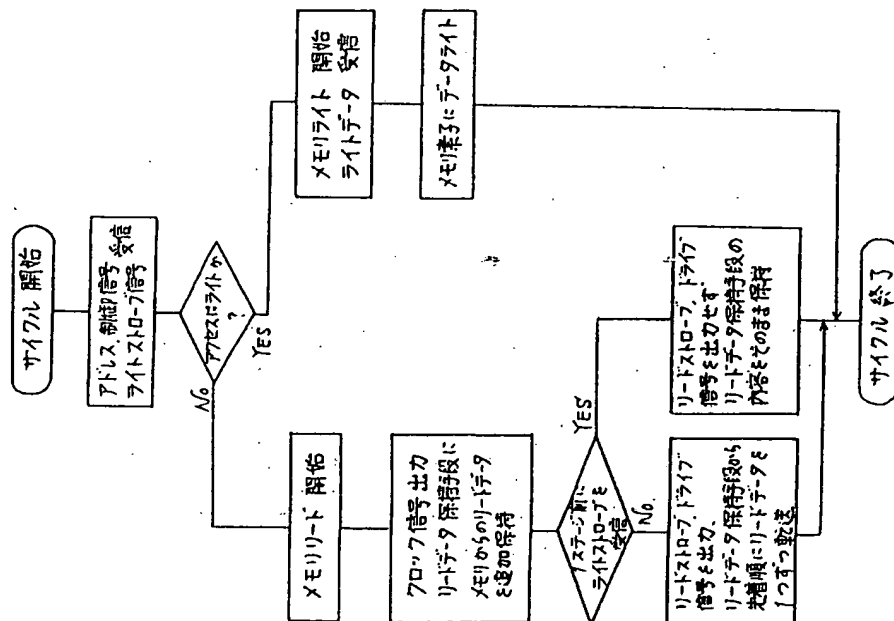 サイクル 開始
アドレス、制御信号、受信
ライトストローブ信号
アクセスはライトか
?
No
YES
メモリリード 開始
クロック信号 出力
リードデータ 保持手段に
メモリからのリードデータ
を追加保持
1ステージ前に
ライトストローブを
受信
YES
No
リードストローブ、ドライブ
信号を出力、
リードデータ保持手段から
先着順にリードデータを
1つずつ転送
リードストローブ、ドライブ
信号を出力せず
リードデータ保持手段の
内容をそのまま保持
メモリライト 開始
ライトデータ 受信
メモリ素子にデータライト
サイクル 終了